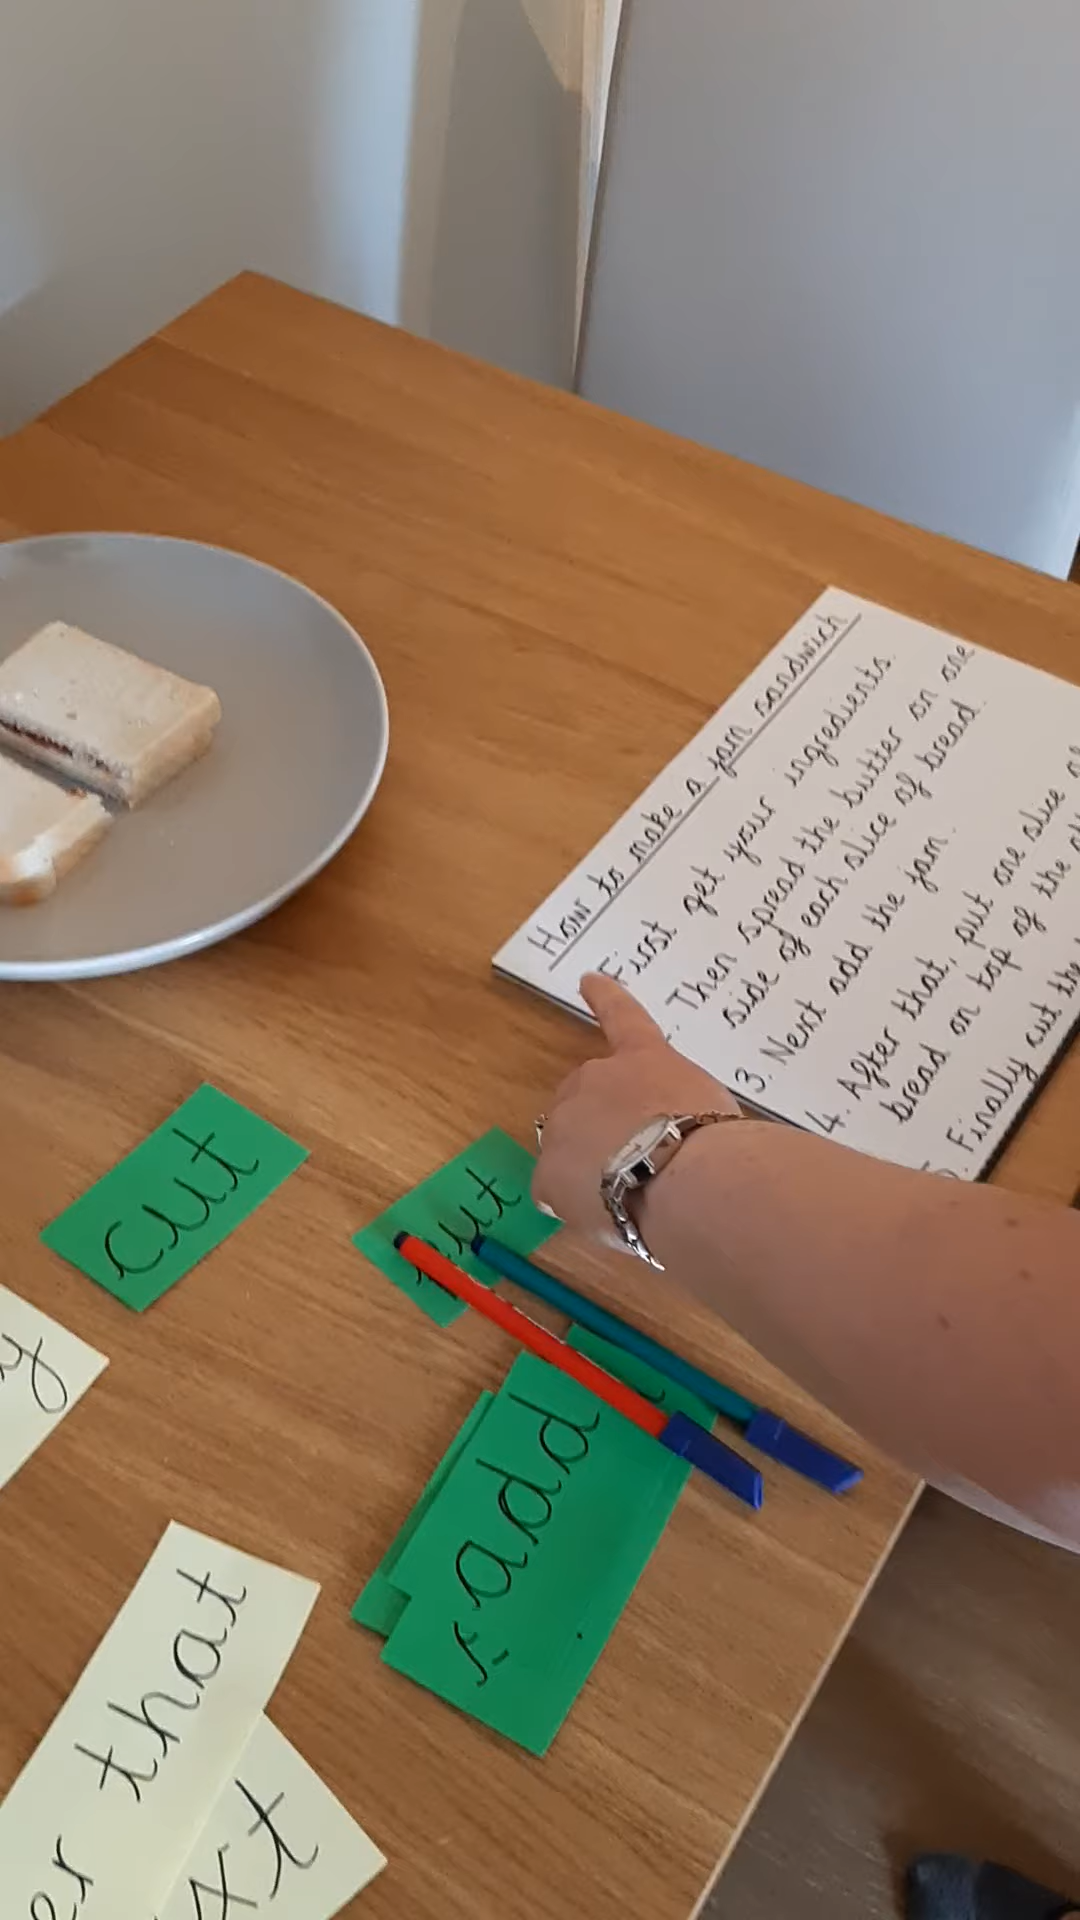 How to make a jam sandwich
First get your ingredients.
Then spread the butter on one
side of each slice of bread.
3. Next add the jam.
4. After that, put one slice of
bread on top of the
Finally cut the
cut
put
add
that